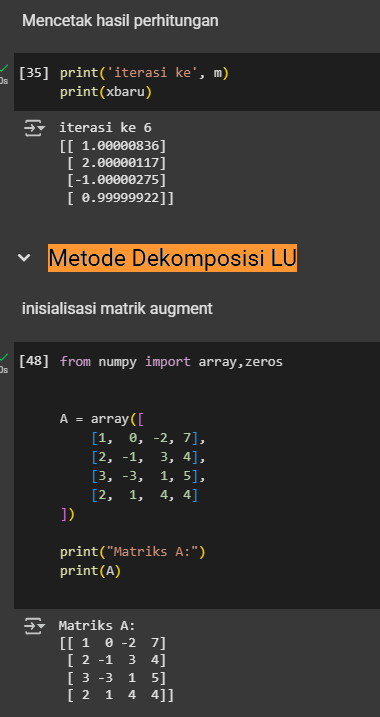 Mencetak hasil perhitungan
0s
[35] print('iterasi ke', m)
print(xbaru)
iterasi ke 6
[[ 1.00000836]
[ 2.00000117]
[-1.00000275]
[ 0.99999922]]
Metode Dekomposisi LU
inisialisasi matrik augment
0s
[48] from numpy import array,zeros
A = array([
[1, 0, -2, 7],
[2, -1, 3, 4],
[3, -3, 1, 5],
[2, 1, 4, 4]
])
print("Matriks A:")
print(A)
Matriks A:
[[ 1 0 -2 7]
[ 2 -1 3 4]
[ 3 -3 1 5]
[ 2 1 4 4]]